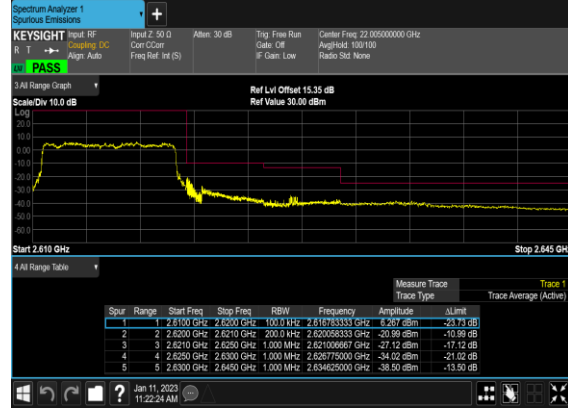 Spectrum Analyzer 1
Spurious Emissions
KEYSIGHT Input: RF Input Z: 50 Ω Atten: 30 dB Trig: Free Run Center Freq: 22.005000000 GHz
R T Coupling: DC Corr CCorr Gate: Off Avg|Hold: 100/100
Align: Auto Freq Ref: Int (S) IF Gain: Low Radio Std: None
PASS
3 All Range Graph
Ref Lvl Offset 15.35 dB
Scale/Div 10.0 dB Ref Value 30.00 dBm
Log
20.0
10.0
0.00
-10.0
-20.0
-30.0
-40.0
-50.0
-60.0
Start 2.610 GHz Stop 2.645 GH
4 All Range Table
Measure Trace Trace 1
Trace Type Trace Average (Active)
Spur Range Start Freq Stop Freq RBW Frequency Amplitude ΔLimit
1 1 2.6100 GHz 2.6200 GHz 100.0 kHz 2.616783333 GHz 6.267 dBm -23.73 dB
2 2 2.6200 GHz 2.6210 GHz 200.0 kHz 2.620058333 GHz -20.99 dBm -10.99 dB
3 3 2.6210 GHz 2.6250 GHz 1.000 MHz 2.621006667 GHz -27.12 dBm -17.12 dB
4 4 2.6250 GHz 2.6300 GHz 1.000 MHz 2.626775000 GHz -34.02 dBm -21.02 dB
5 5 2.6300 GHz 2.6450 GHz 1.000 MHz 2.634625000 GHz -38.50 dBm -13.50 dB
? Jan 11, 2023
11:22:24 AM